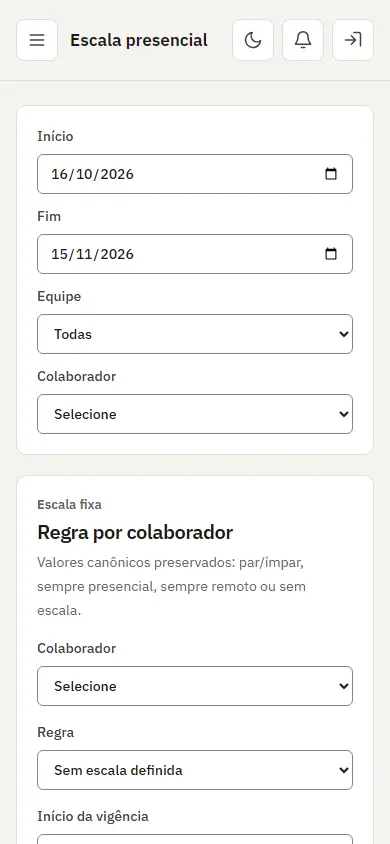 Escala presencial
Início
16/10/2026
Fim
15/11/2026
Equipe
Todas
Colaborador
Selecione
Escala fixa
Regra por colaborador
Valores canônicos preservados: par/ímpar,
sempre presencial, sempre remoto ou sem
escala.
Colaborador
Selecione
Regra
Sem escala definida
Início da vigência